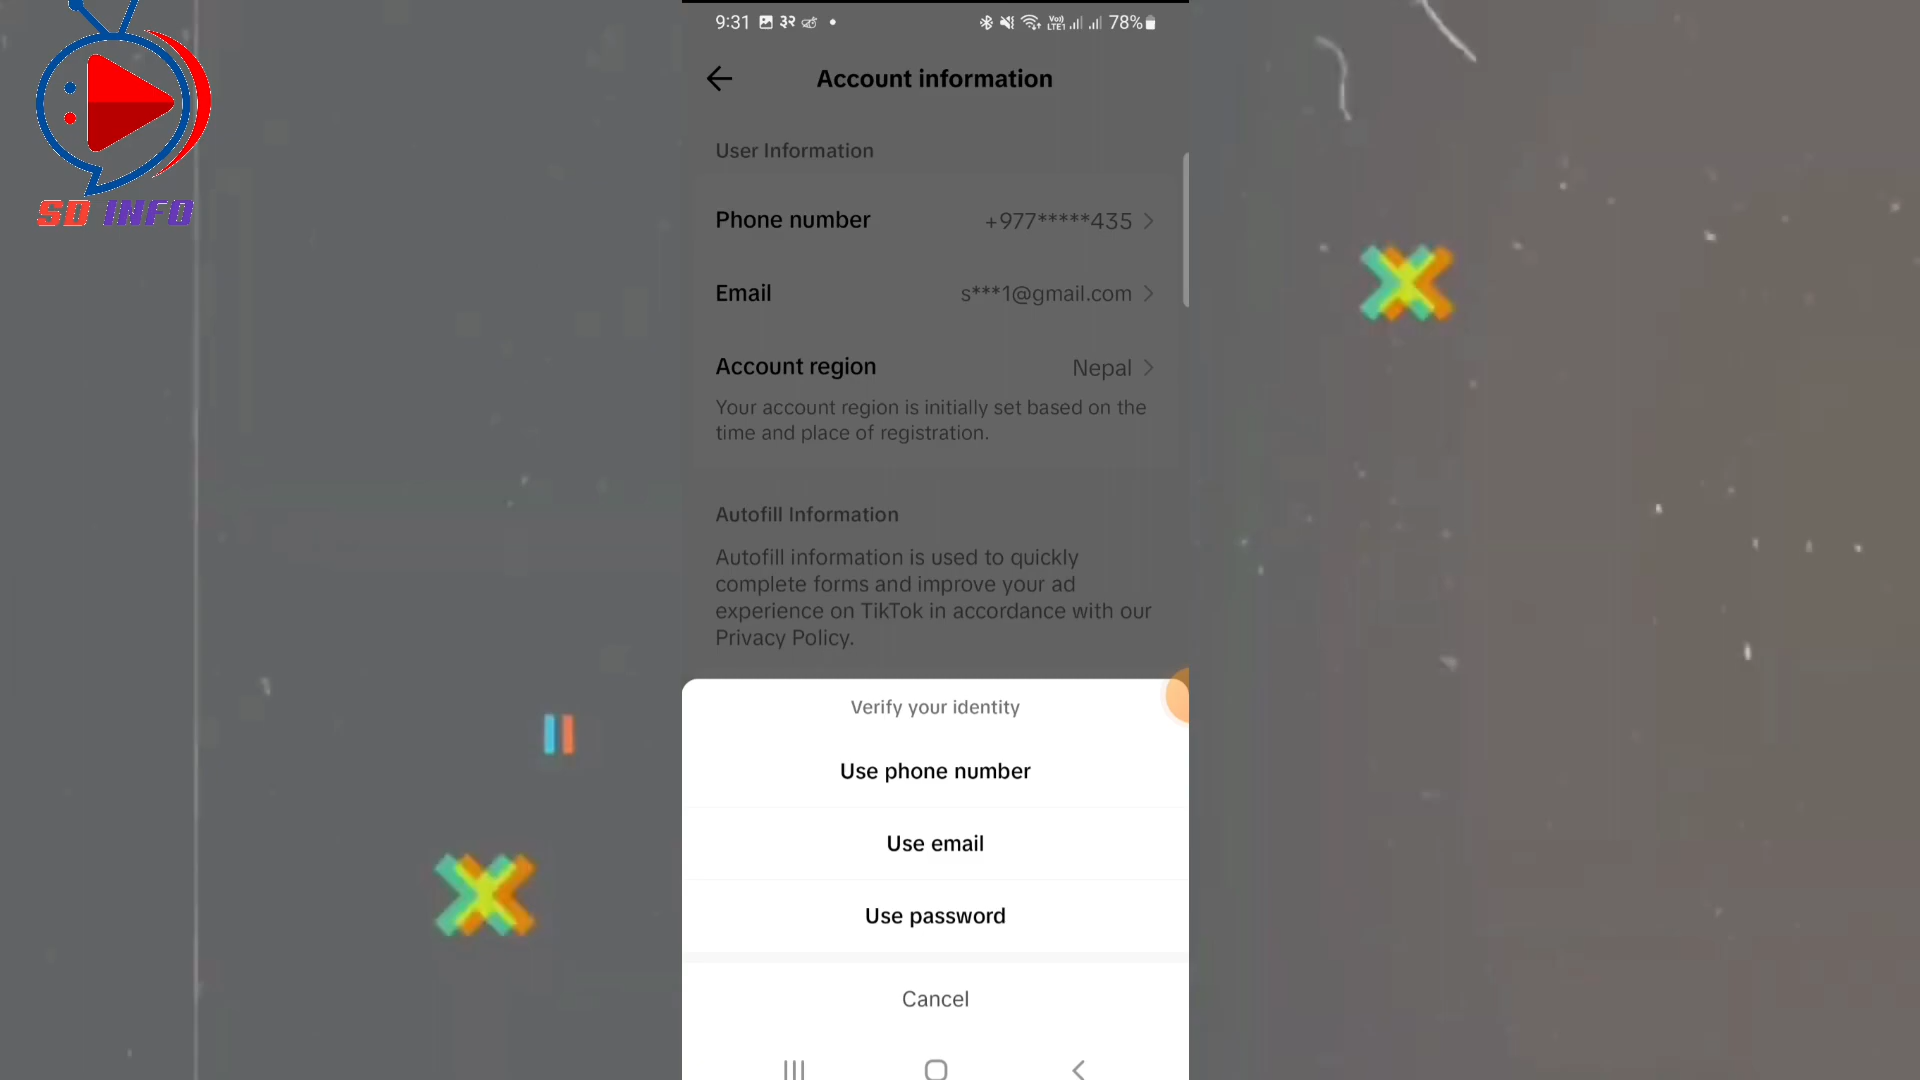 SD INFO
9:31 ३२ 78%
Vo))
LTE1
Account information
User Information
Phone number +977*****435
Email s***1@gmail.com
Account region Nepal
Your account region is initially set based on the
time and place of registration.
Autofill Information
Autofill information is used to quickly
complete forms and improve your ad
experience on TikTok in accordance with our
Privacy Policy.
Verify your identity
Use phone number
Use email
Use password
Cancel